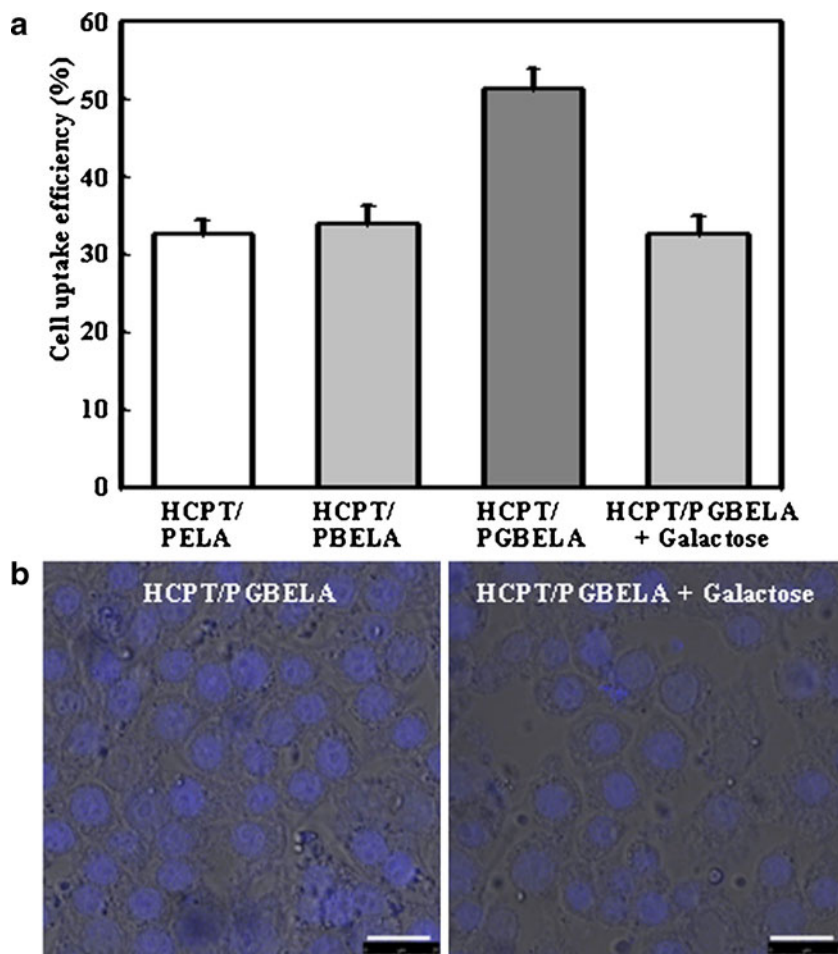 a
Cell uptake efficiency (%)
60
50
40
30
20
10
0
HCPT/
PELA
HCPT/
PBELA
HCPT/
PGBELA
HCPT/PGBELA
+ Galactose
b
HCPT/PGBELA
HCPT/PGBELA + Galactose